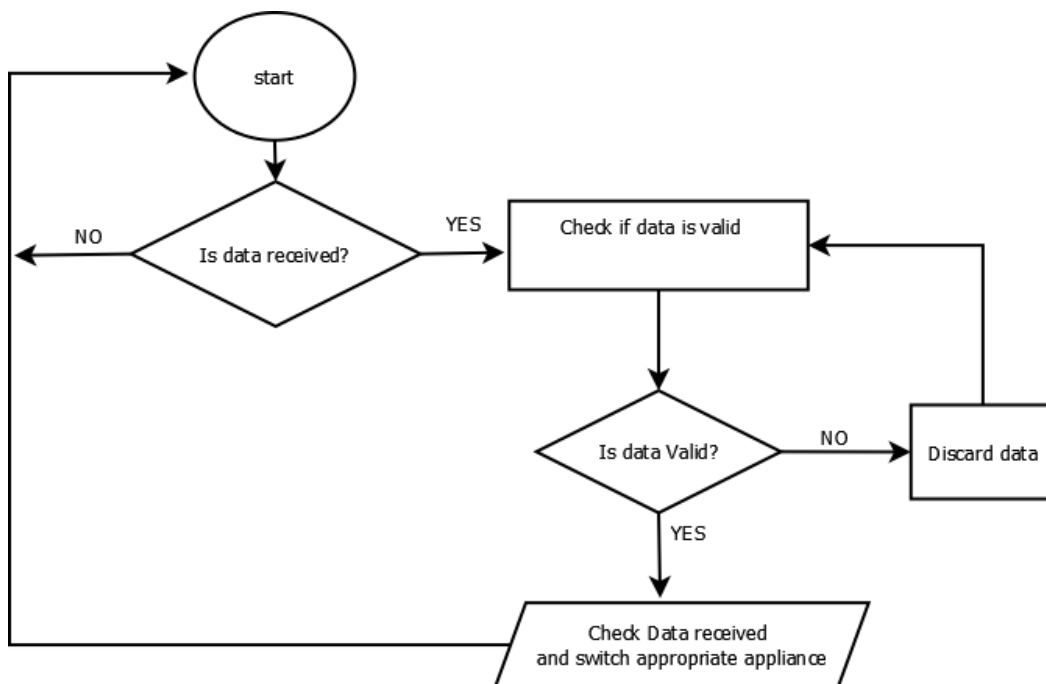 start
Is data received?
NO
YES
Check if data is valid
Is data Valid?
NO
Discard data
YES
Check Data received
and switch appropriate appliance